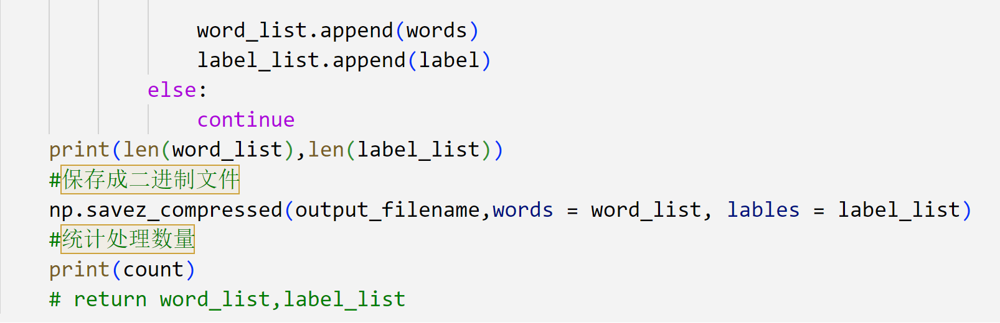 word_list.append(words)
label_list.append(label)
else:
continue
print(len(word_list),len(label_list))
#保存成二进制文件
np.savez_compressed(output_filename,words = word_list, lables = label_list)
#统计处理数量
print(count)
# return word_list,label_list